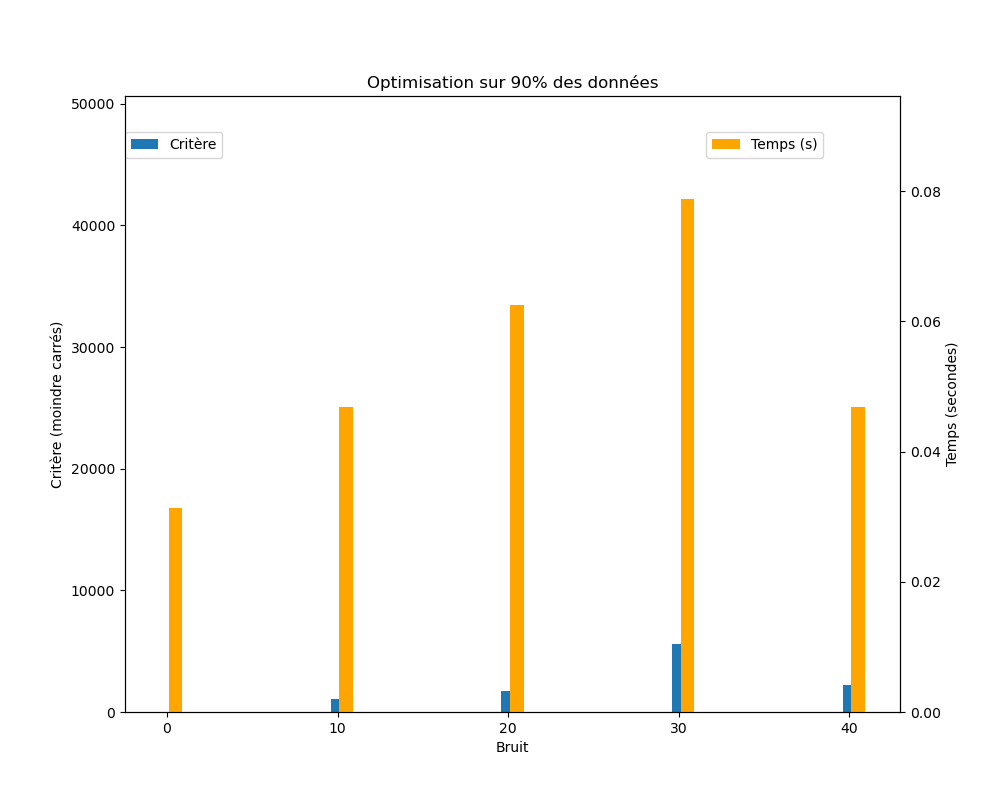 Optimisation sur 90% des données
Critère
Temps (s)
Critère (moindre carrés)
50000
40000
30000
20000
10000
0
0.08
0.06
0.04
0.02
0.00
Temps (secondes)
0 10 20 30 40
Bruit